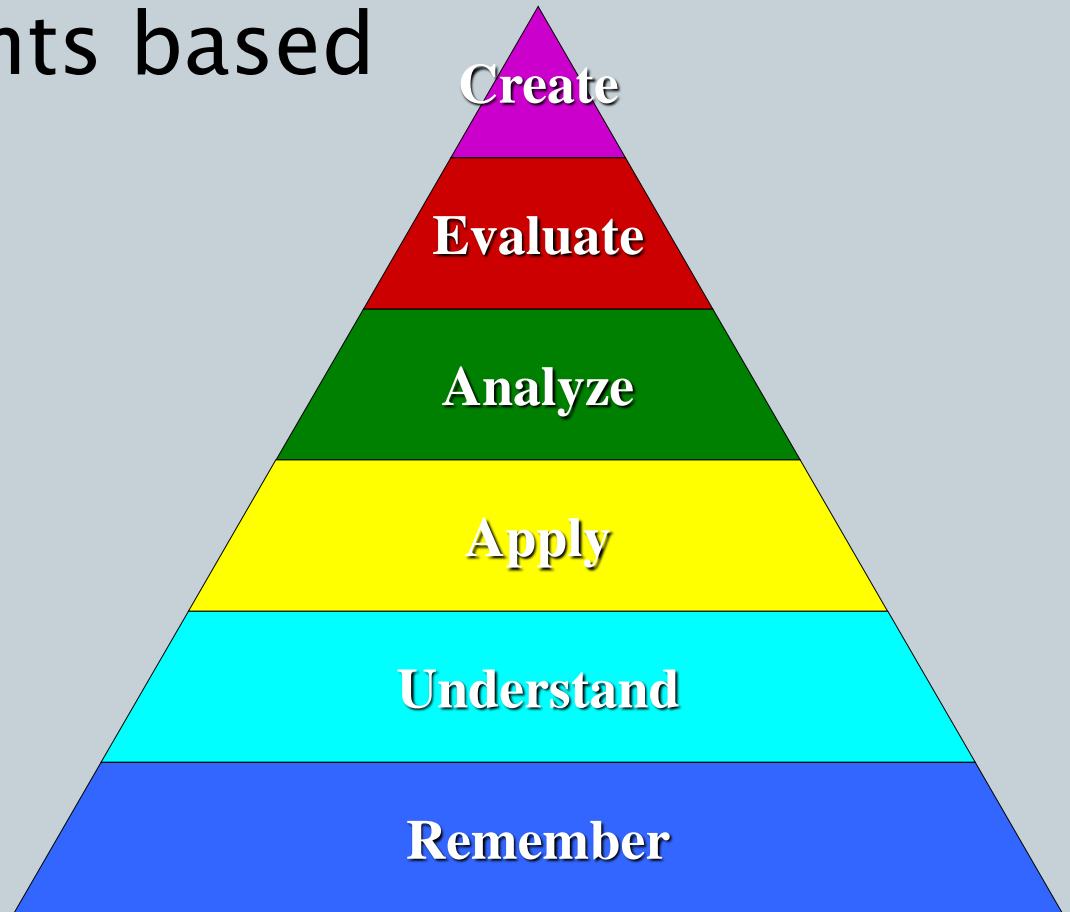 nts based
Create
Evaluate
Analyze
Apply
Understand
Remember